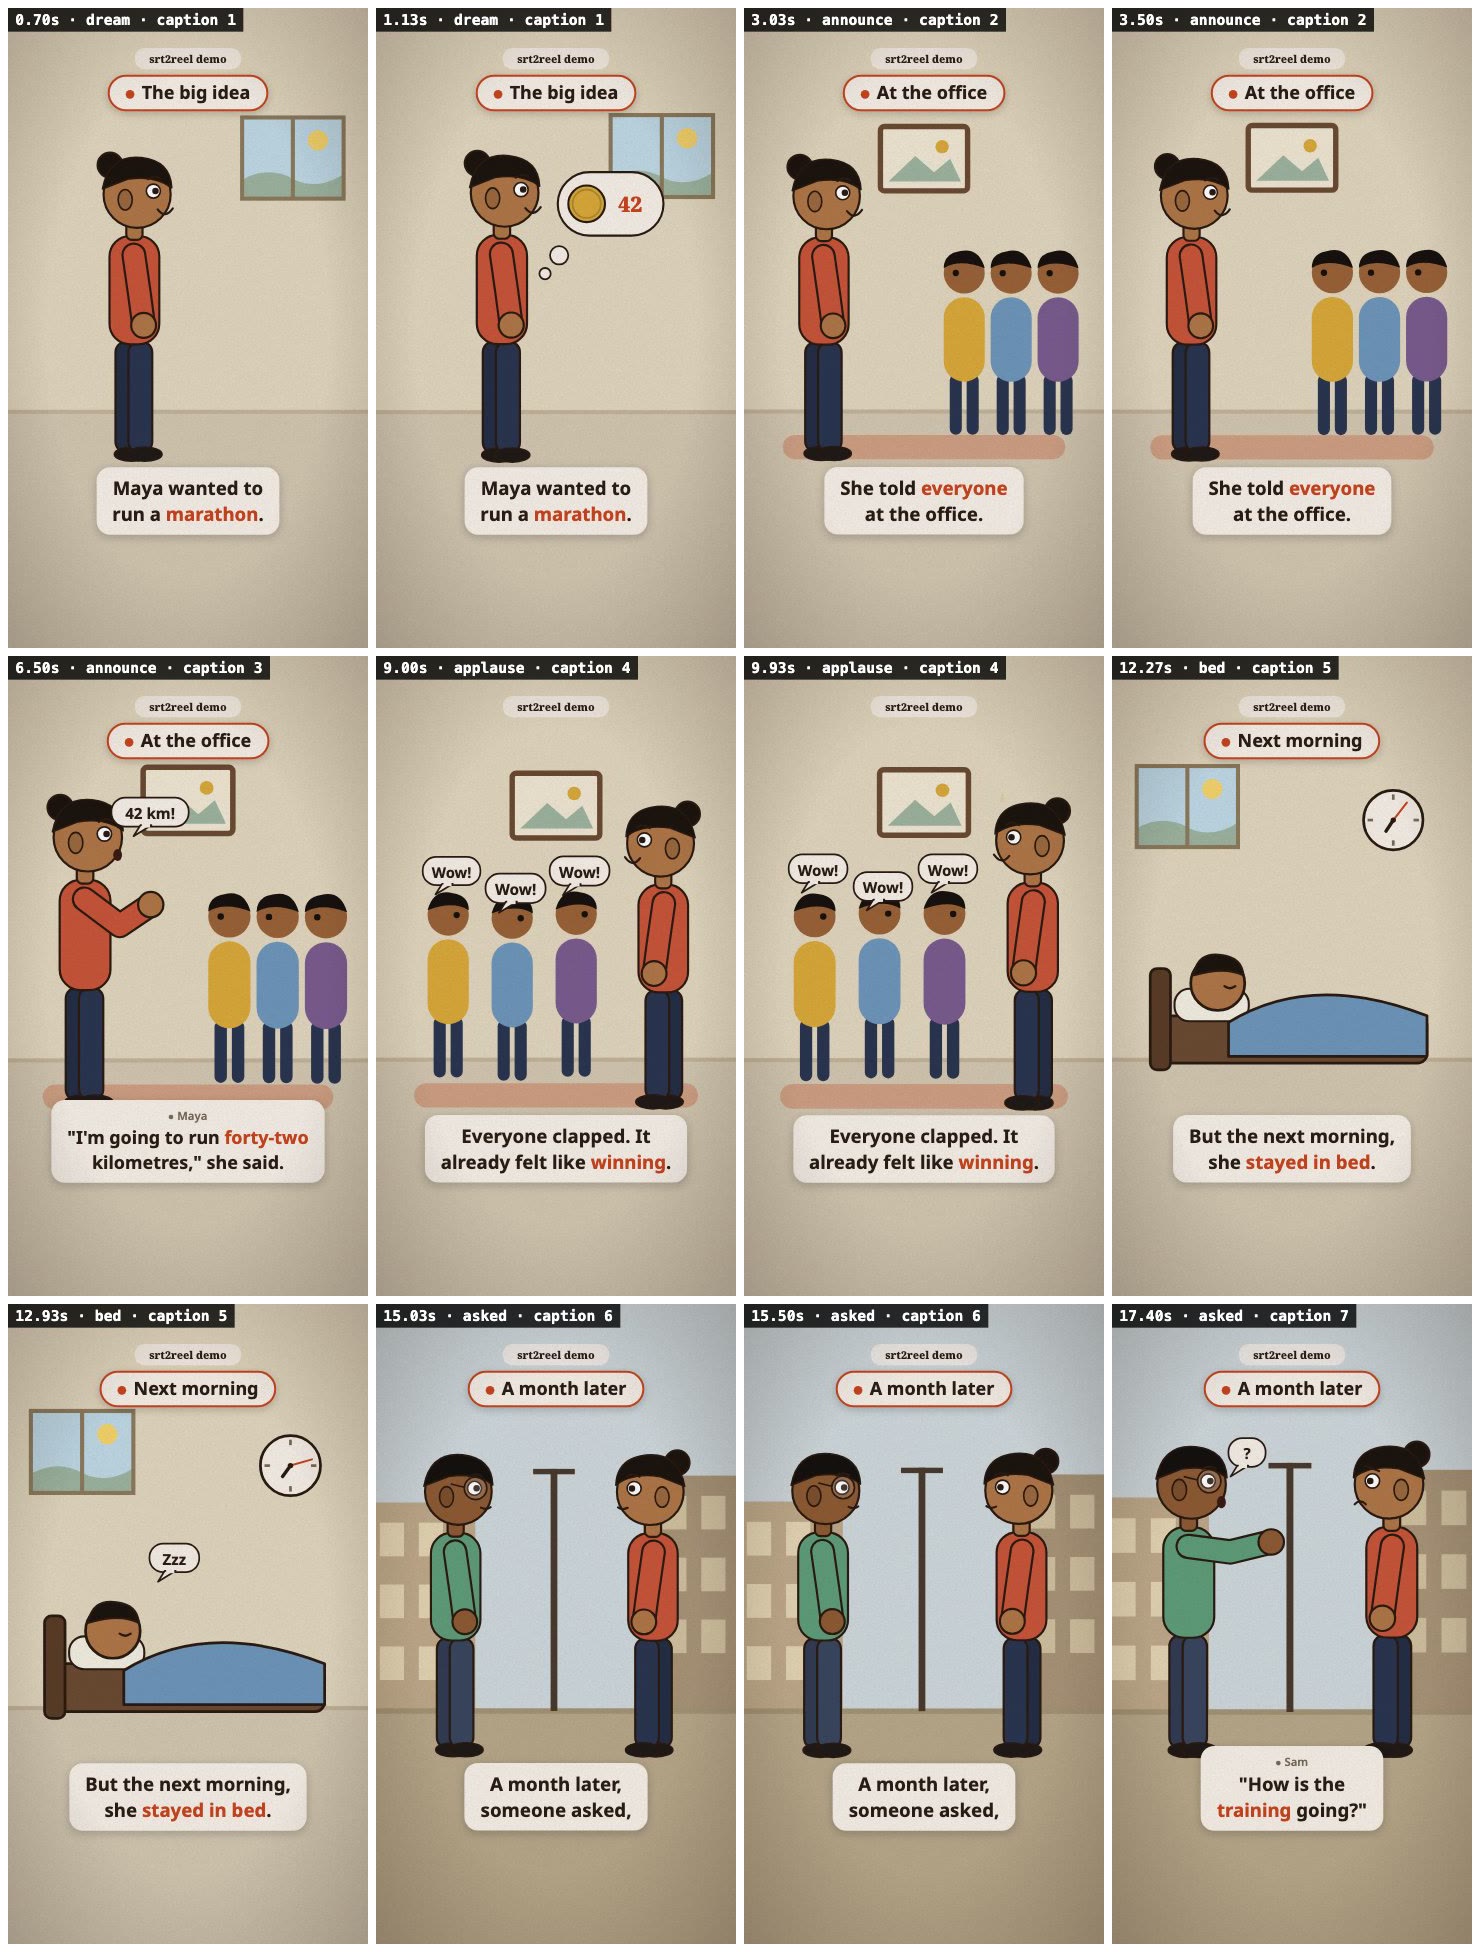 0.70s · dream · caption 1
srt2reel demo
The big idea
Maya wanted to
run a marathon.
1.13s · dream · caption 1
srt2reel demo
The big idea
42
Maya wanted to
run a marathon.
3.03s · announce · caption 2
srt2reel demo
At the office
She told everyone
at the office.
3.50s · announce · caption 2
srt2reel demo
At the office
She told everyone
at the office.
6.50s · announce · caption 3
srt2reel demo
At the office
42 km!
Maya
"I'm going to run forty-two
kilometres," she said.
9.00s · applause · caption 4
srt2reel demo
Wow!
Wow!
Wow!
Everyone clapped. It
already felt like winning.
9.93s · applause · caption 4
srt2reel demo
Wow!
Wow!
Wow!
Everyone clapped. It
already felt like winning.
12.27s · bed · caption 5
srt2reel demo
Next morning
But the next morning,
she stayed in bed.
12.93s · bed · caption 5
srt2reel demo
Next morning
Zzz
But the next morning,
she stayed in bed.
15.03s · asked · caption 6
srt2reel demo
A month later
A month later,
someone asked,
15.50s · asked · caption 6
srt2reel demo
A month later
A month later,
someone asked,
17.40s · asked · caption 7
srt2reel demo
A month later
?
Sam
"How is the
training going?"